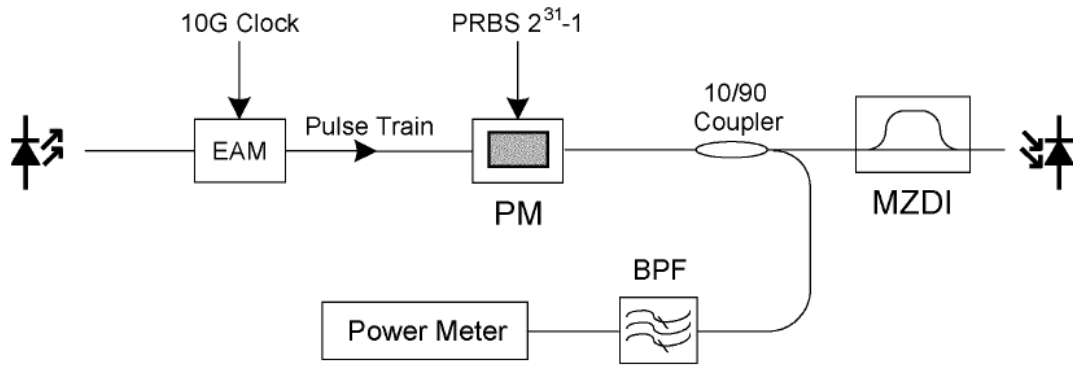 10G Clock
PRBS 2³¹-1
10/90
Coupler
Pulse Train
EAM
PM
MZDI
BPF
Power Meter